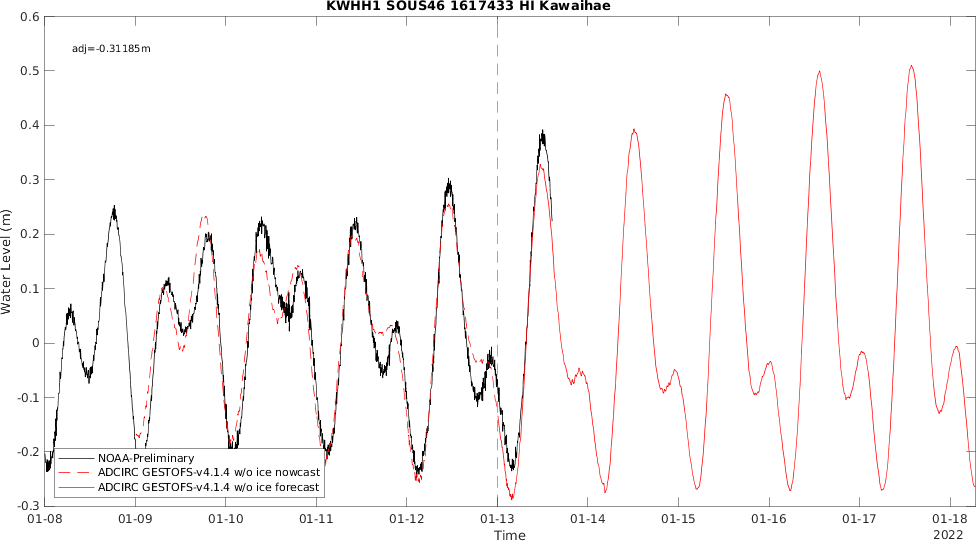 KWHH1 SOUS46 1617433 HI Kawaihae
adj=-0.31185m
Water Level (m)
0.6
0.5
0.4
0.3
0.2
0.1
0
-0.1
-0.2
-0.3
NOAA-Preliminary
ADCIRC GESTOFS-v4.1.4 w/o ice nowcast
ADCIRC GESTOFS-v4.1.4 w/o ice forecast
01-08 01-09 01-10 01-11 01-12 01-13 01-14 01-15 01-16 01-17 01-18
2022
Time